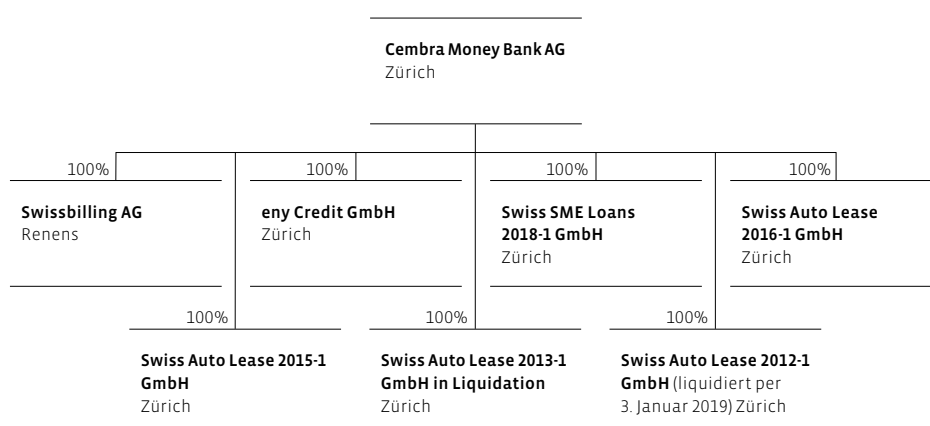 Cembra Money Bank AG
Zürich
100%
100%
100%
100%
Swissbilling AG
Renens
eny Credit GmbH
Zürich
Swiss SME Loans
2018-1 GmbH
Zürich
Swiss Auto Lease
2016-1 GmbH
Zürich
100%
100%
100%
Swiss Auto Lease 2015-1
GmbH
Zürich
Swiss Auto Lease 2013-1
GmbH in Liquidation
Zürich
Swiss Auto Lease 2012-1
GmbH (liquidiert per
3. Januar 2019) Zürich